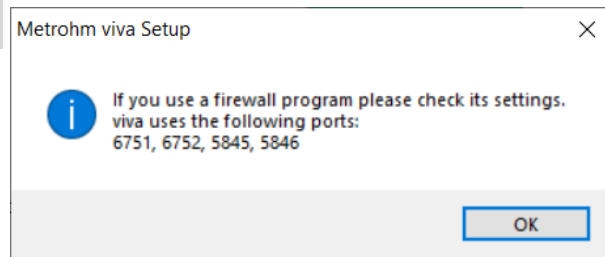 Metrohm viva Setup
If you use a firewall program please check its settings.
viva uses the following ports:
6751, 6752, 5845, 5846
OK